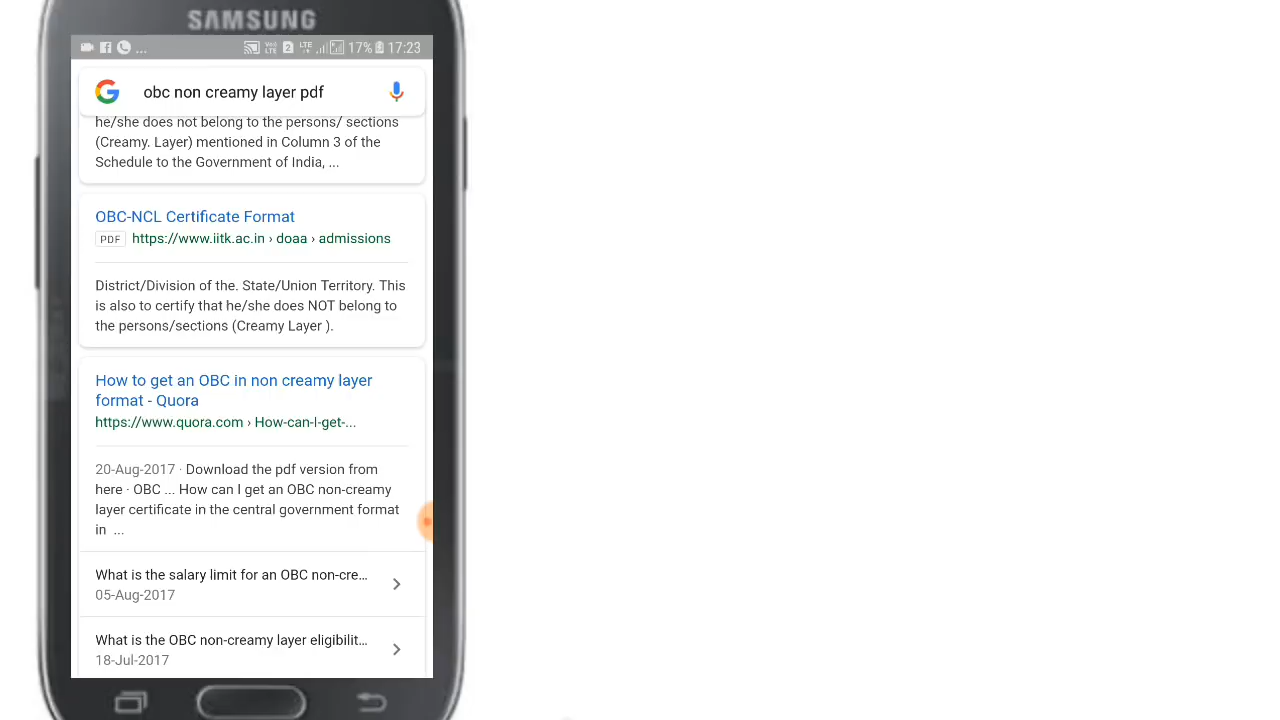 SAMSUNG
... VoLTE 2 LTE 17% 17:23
obc non creamy layer pdf
he/she does not belong to the persons/ sections
(Creamy. Layer) mentioned in Column 3 of the
Schedule to the Government of India, ...
OBC-NCL Certificate Format
PDF https://www.iitk.ac.in › doaa › admissions
District/Division of the. State/Union Territory. This
is also to certify that he/she does NOT belong to
the persons/sections (Creamy Layer ).
How to get an OBC in non creamy layer
format - Quora
https://www.quora.com › How-can-I-get-...
20-Aug-2017 · Download the pdf version from
here · OBC ... How can I get an OBC non-creamy
layer certificate in the central government format
in ...
What is the salary limit for an OBC non-cre...
05-Aug-2017
What is the OBC non-creamy layer eligibilit...
18-Jul-2017